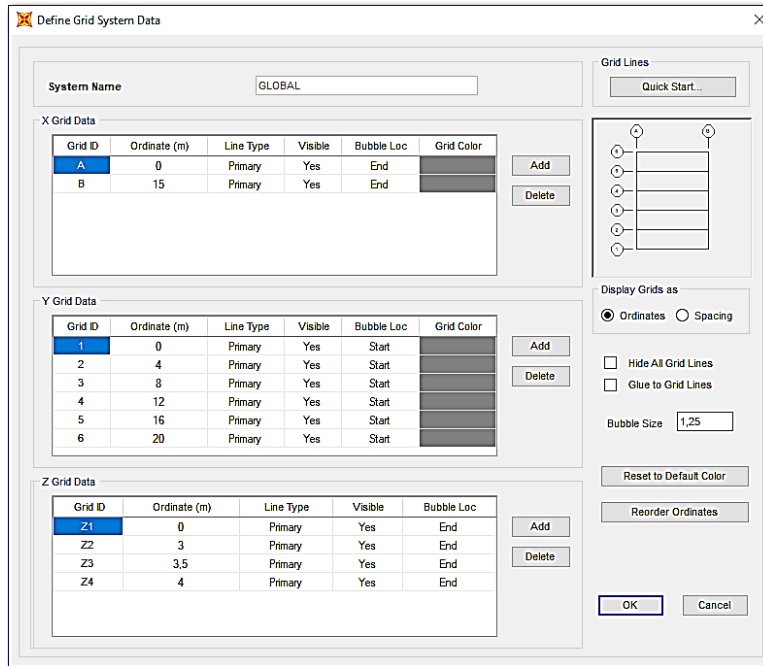 Define Grid System Data
System Name GLOBAL
Grid Lines
Quick Start...
X Grid Data
Grid ID Ordinate (m) Line Type Visible Bubble Loc Grid Color
A 0 Primary Yes End
B 15 Primary Yes End
Add
Delete
A B
6
5
4
3
2
1
Y Grid Data
Grid ID Ordinate (m) Line Type Visible Bubble Loc Grid Color
1 0 Primary Yes Start
2 4 Primary Yes Start
3 8 Primary Yes Start
4 12 Primary Yes Start
5 16 Primary Yes Start
6 20 Primary Yes Start
Add
Delete
Display Grids as
Ordinates Spacing
Hide All Grid Lines
Glue to Grid Lines
Bubble Size 1,25
Z Grid Data
Grid ID Ordinate (m) Line Type Visible Bubble Loc
Z1 0 Primary Yes End
Z2 3 Primary Yes End
Z3 3,5 Primary Yes End
Z4 4 Primary Yes End
Add
Delete
Reset to Default Color
Reorder Ordinates
OK Cancel